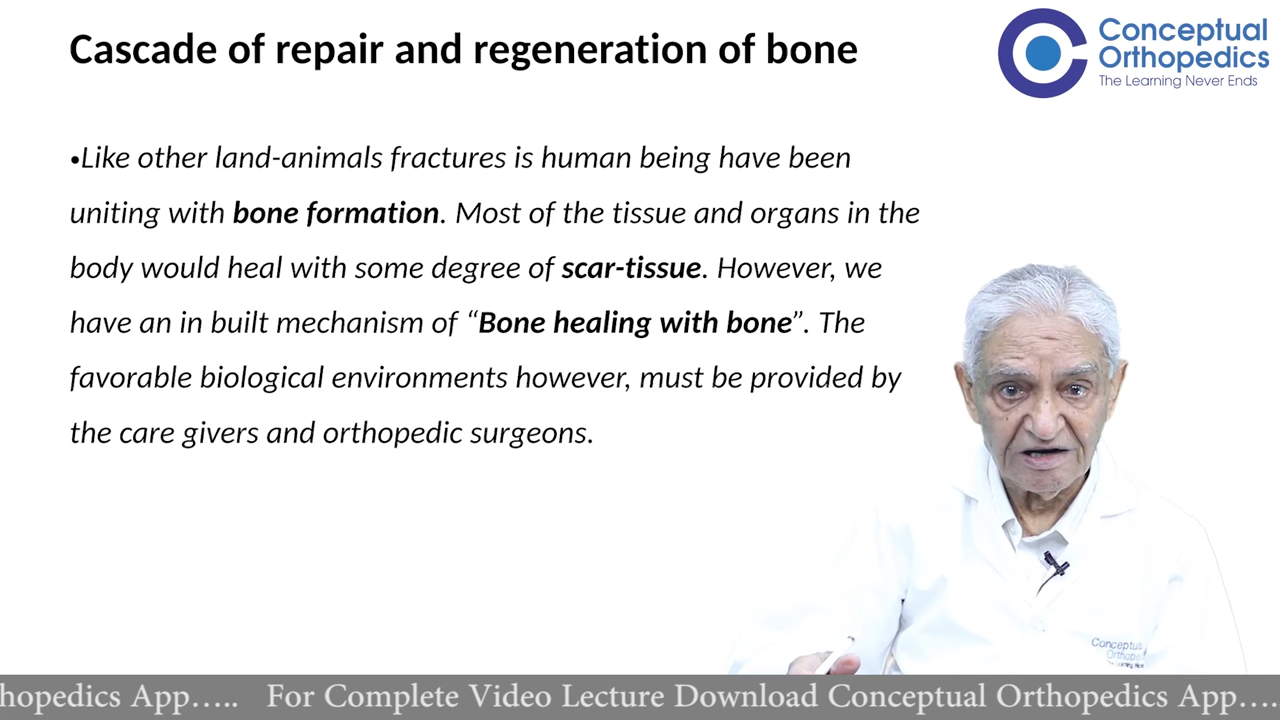 Cascade of repair and regeneration of bone
Conceptual
Orthopedics
The Learning Never Ends
•Like other land-animals fractures is human being have been
uniting with bone formation. Most of the tissue and organs in the
body would heal with some degree of scar-tissue. However, we
have an in built mechanism of “Bone healing with bone”. The
favorable biological environments however, must be provided by
the care givers and orthopedic surgeons.
Conceptua
Orthope
hopedics App….. For Complete Video Lecture Download Conceptual Orthopedics App….